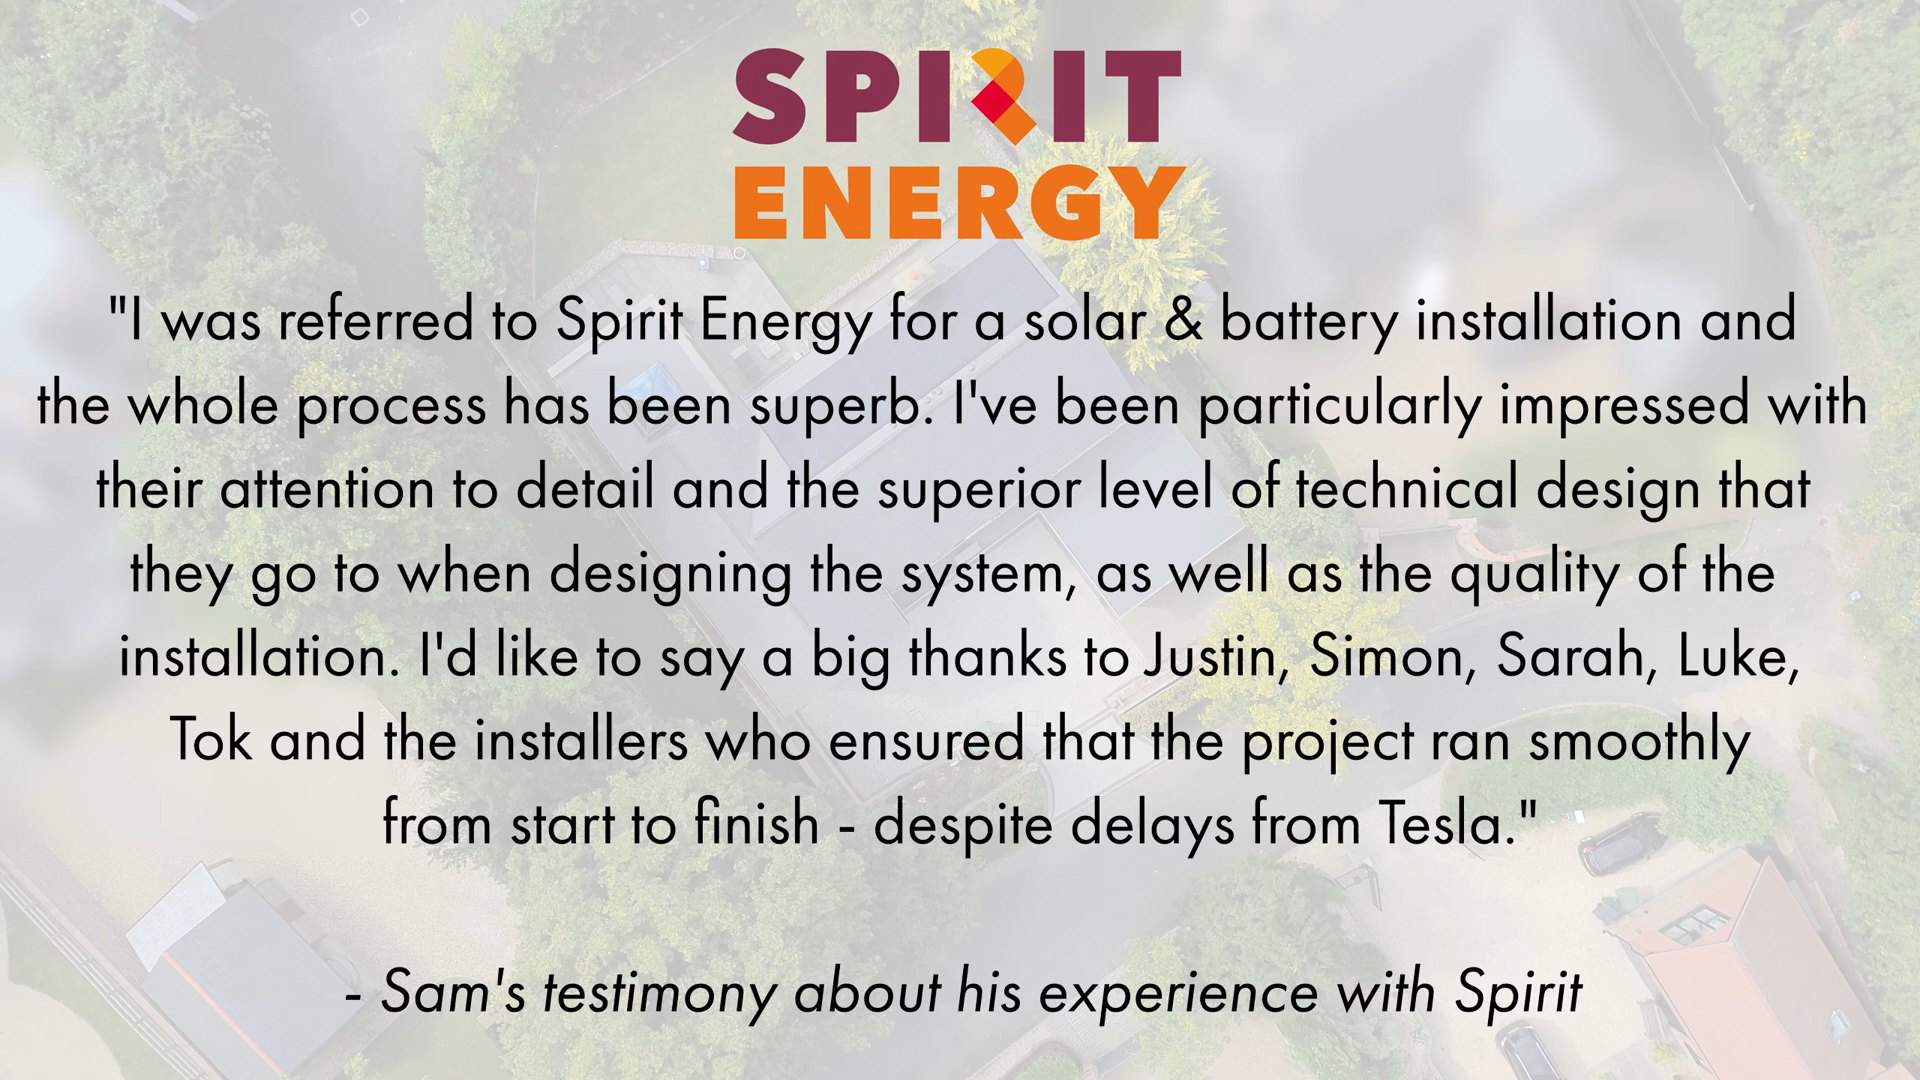 SPIRIT
ENERGY
"I was referred to Spirit Energy for a solar & battery installation and
the whole process has been superb. I've been particularly impressed with
their attention to detail and the superior level of technical design that
they go to when designing the system, as well as the quality of the
installation. I'd like to say a big thanks to Justin, Simon, Sarah, Luke,
Tok and the installers who ensured that the project ran smoothly
from start to finish - despite delays from Tesla."
- Sam's testimony about his experience with Spirit